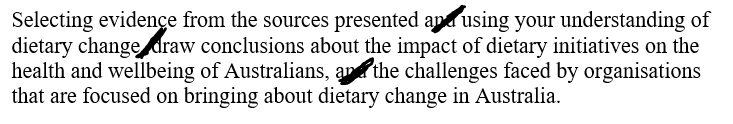 Selecting evidence from the sources presented and using your understanding of
dietary change, draw conclusions about the impact of dietary initiatives on the
health and wellbeing of Australians, and the challenges faced by organisations
that are focused on bringing about dietary change in Australia.